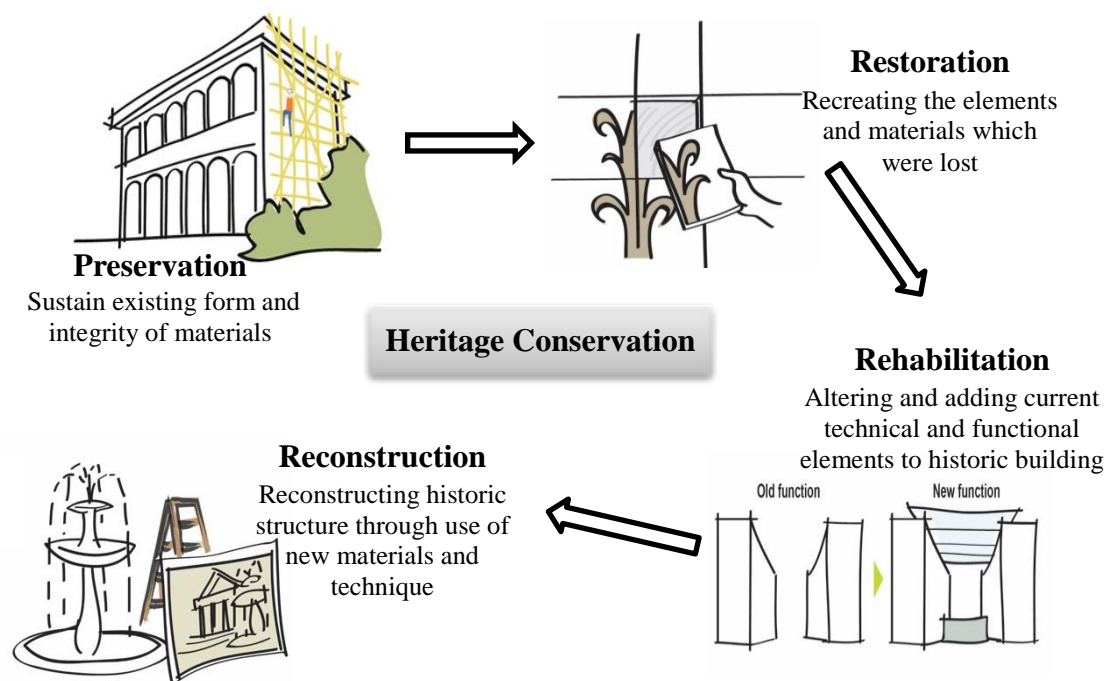 Preservation
Sustain existing form and
integrity of materials
Restoration
Recreating the elements
and materials which
were lost
Heritage Conservation
Rehabilitation
Altering and adding current
technical and functional
elements to historic building
Old function
New function
Reconstruction
Reconstructing historic
structure through use of
new materials and
technique